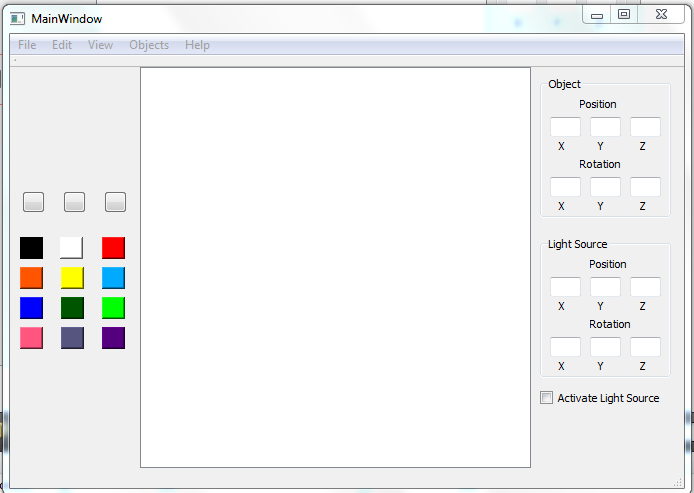 MainWindow
File Edit View Objects Help
Object
Position
X Y Z
Rotation
X Y Z
Light Source
Position
X Y Z
Rotation
X Y Z
Activate Light Source